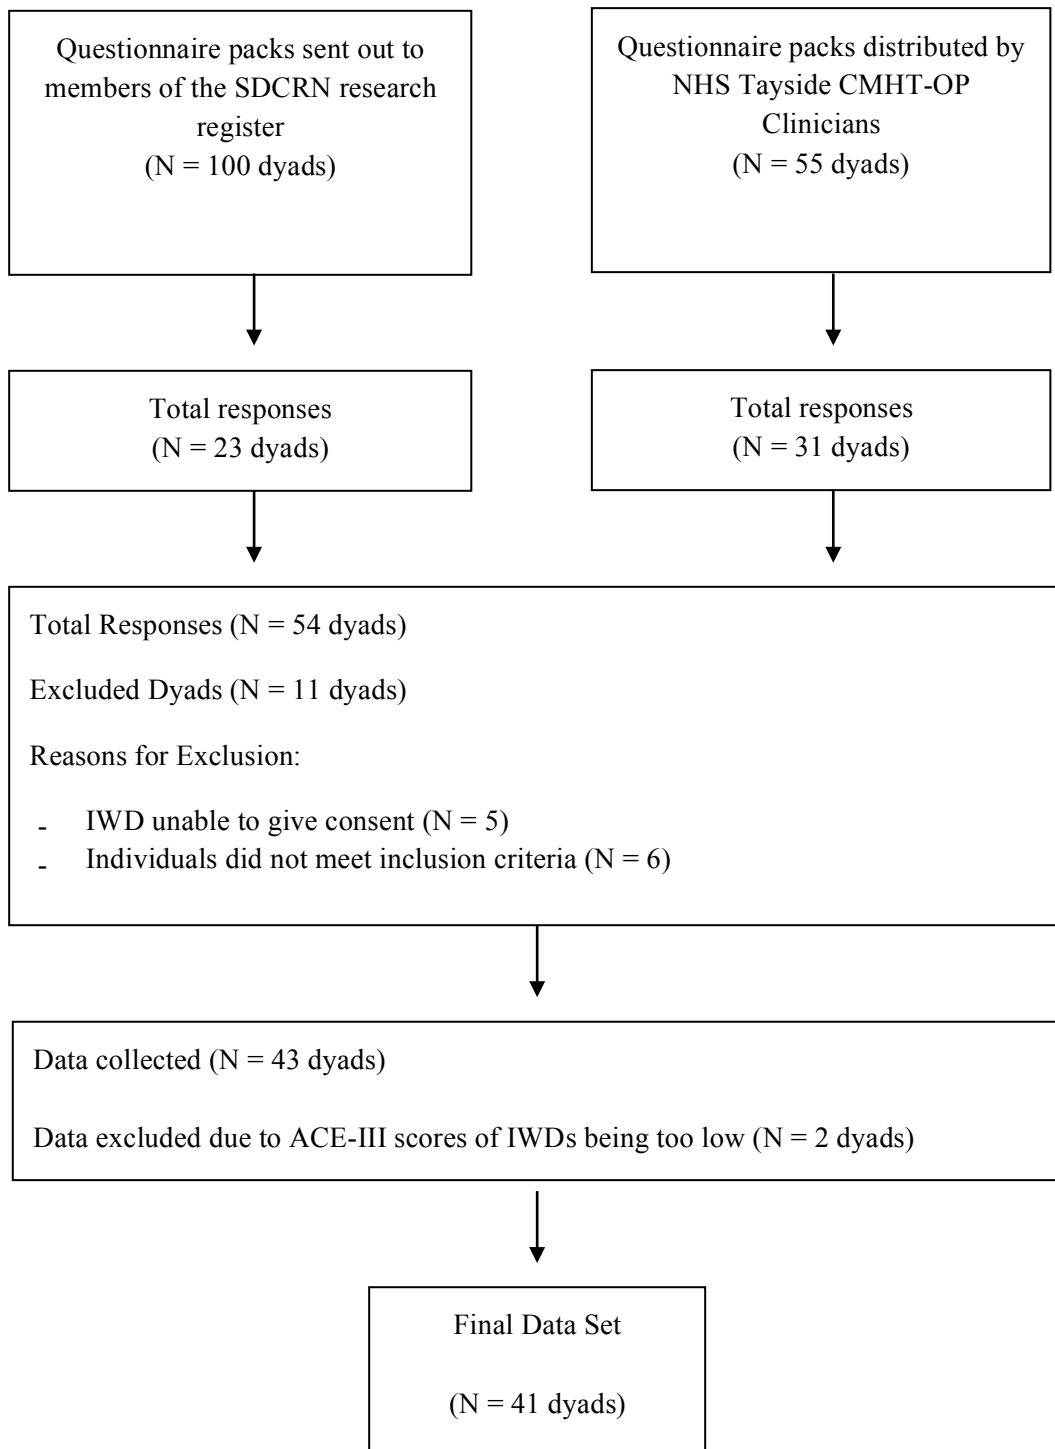 Questionnaire packs sent out to
members of the SDCRN research
register
(N = 100 dyads)
Questionnaire packs distributed by
NHS Tayside CMHT-OP
Clinicians
(N = 55 dyads)
Total responses
(N = 23 dyads)
Total responses
(N = 31 dyads)
Total Responses (N = 54 dyads)
Excluded Dyads (N = 11 dyads)
Reasons for Exclusion:
- IWD unable to give consent (N = 5)
- Individuals did not meet inclusion criteria (N = 6)
Data collected (N = 43 dyads)
Data excluded due to ACE-III scores of IWDs being too low (N = 2 dyads)
Final Data Set
(N = 41 dyads)